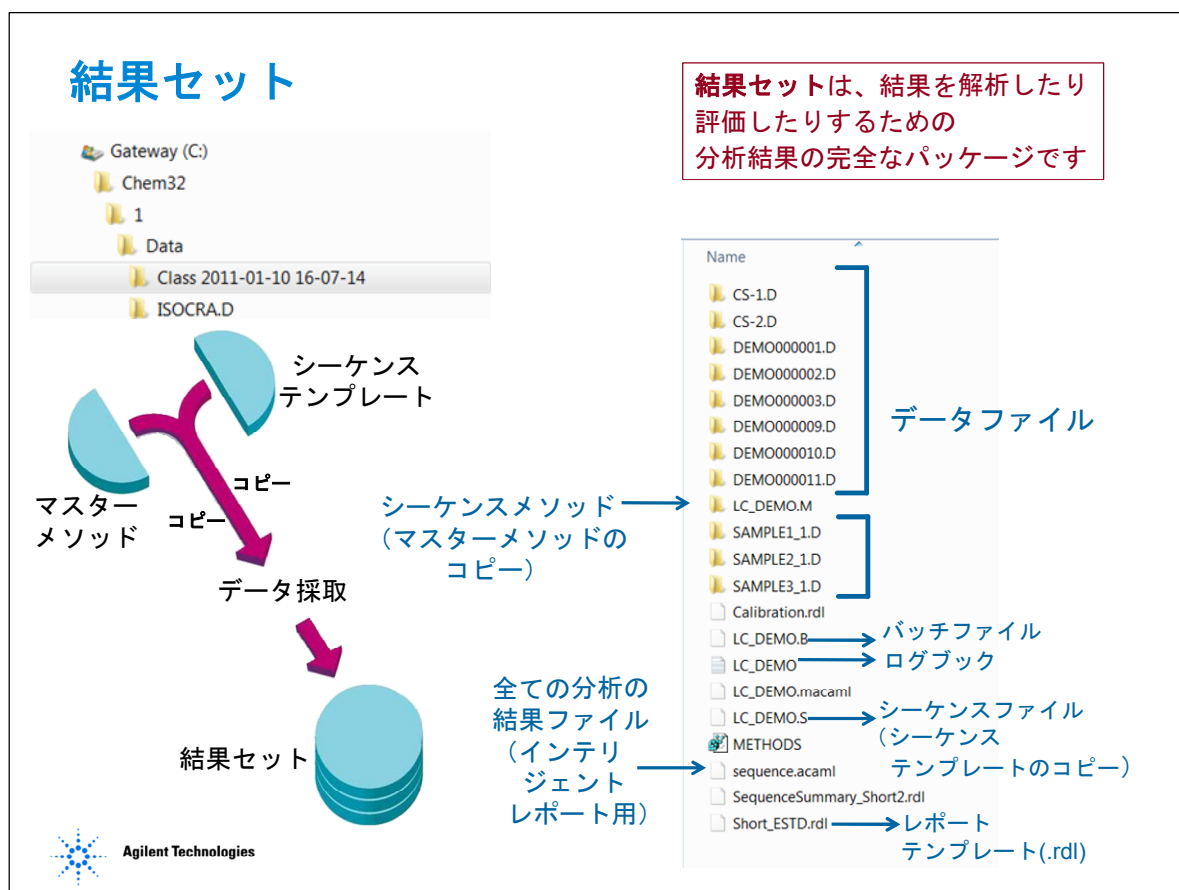 結果セット
結果セットは、結果を解析したり
評価したりするための
分析結果の完全なパッケージです
Gateway (C:)
Chem32
1
Data
Class 2011-01-10 16-07-14
ISOCRA.D
シーケンス
テンプレート
マスター
メソッド
コピー
コピー
データ採取
結果セット
シーケンスメソッド
（マスターメソッドの
コピー）
全ての分析の
結果ファイル
（インテリ
ジェント
レポート用）
Name
CS-1.D
CS-2.D
DEMO000001.D
DEMO000002.D
DEMO000003.D
DEMO000009.D
DEMO000010.D
DEMO000011.D
LC_DEMO.M
SAMPLE1_1.D
SAMPLE2_1.D
SAMPLE3_1.D
Calibration.rdl
LC_DEMO.B
LC_DEMO
LC_DEMO.macaml
LC_DEMO.S
METHODS
sequence.acaml
SequenceSummary_Short2.rdl
Short_ESTD.rdl
データファイル
バッチファイル
ログブック
シーケンスファイル
（シーケンス
テンプレートのコピー）
レポート
テンプレート(.rdl)
Agilent Technologies